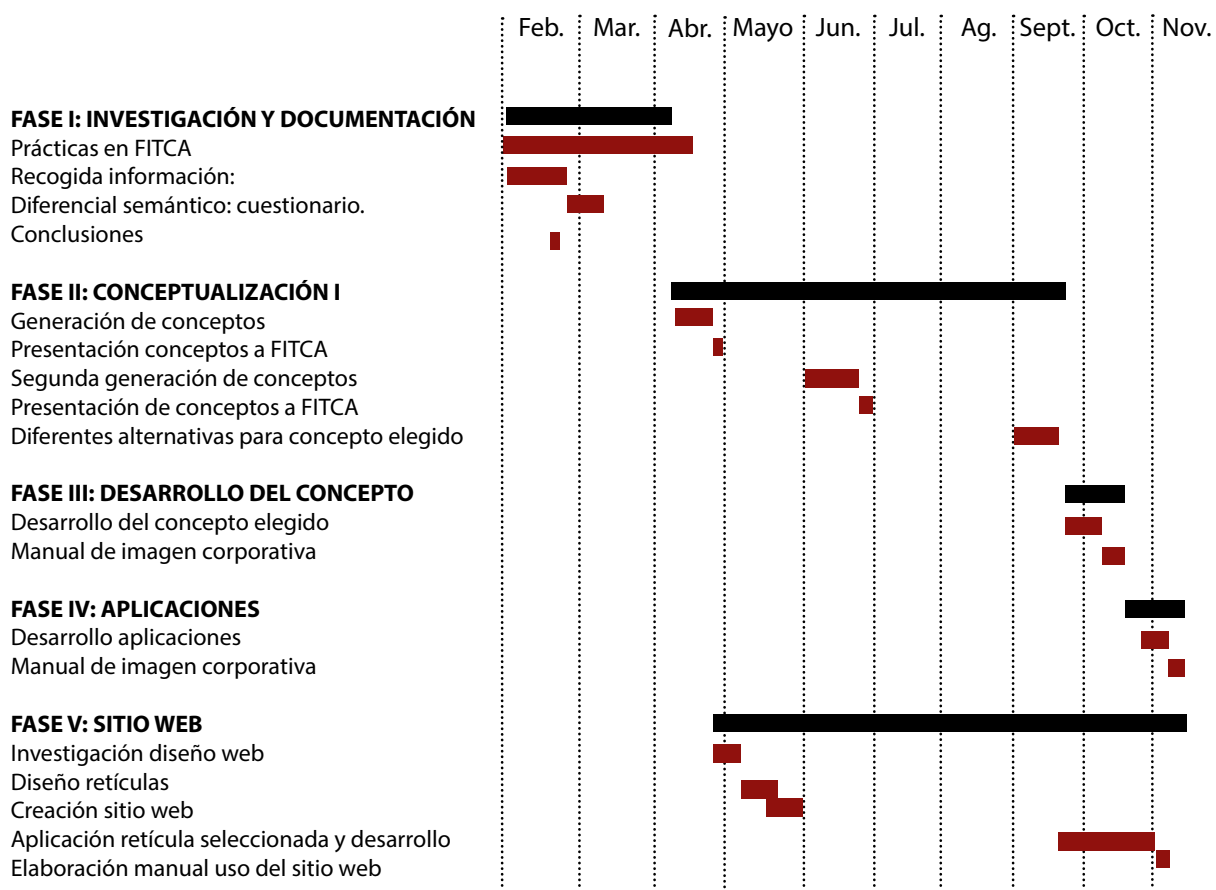 Feb. Mar. Abr. Mayo Jun. Jul. Ag. Sept. Oct. Nov.
FASE I: INVESTIGACIÓN Y DOCUMENTACIÓN
Prácticas en FITCA
Recogida información:
Diferencial semántico: cuestionario.
Conclusiones
FASE II: CONCEPTUALIZACIÓN I
Generación de conceptos
Presentación conceptos a FITCA
Segunda generación de conceptos
Presentación de conceptos a FITCA
Diferentes alternativas para concepto elegido
FASE III: DESARROLLO DEL CONCEPTO
Desarrollo del concepto elegido
Manual de imagen corporativa
FASE IV: APLICACIONES
Desarrollo aplicaciones
Manual de imagen corporativa
FASE V: SITIO WEB
Investigación diseño web
Diseño retículas
Creación sitio web
Aplicación retícula seleccionada y desarrollo
Elaboración manual uso del sitio web